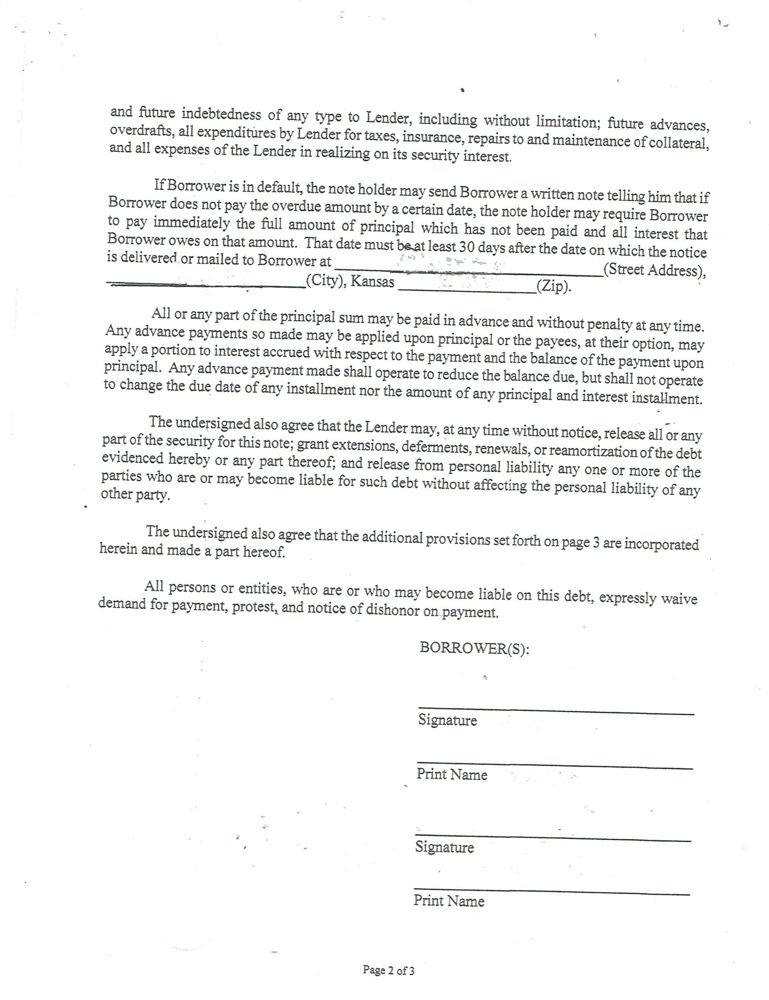 and future indebtedness of any type to Lender, including without limitation; future advances,
overdrafts, all expenditures by Lender for taxes, insurance, repairs to and maintenance of collateral,
and all expenses of the Lender in realizing on its security interest.
If Borrower is in default, the note holder may send Borrower a written note telling him that if
Borrower does not pay the overdue amount by a certain date, the note holder may require Borrower
to pay immediately the full amount of principal which has not been paid and all interest that
Borrower owes on that amount. That date must be at least 30 days after the date on which the notice
is delivered or mailed to Borrower at ____________________ (Street Address),
____________________ (City), Kansas ____________________ (Zip).
All or any part of the principal sum may be paid in advance and without penalty at any time.
Any advance payments so made may be applied upon principal or the payees, at their option, may
apply a portion to interest accrued with respect to the payment and the balance of the payment upon
principal. Any advance payment made shall operate to reduce the balance due, but shall not operate
to change the due date of any installment nor the amount of any principal and interest installment.
The undersigned also agree that the Lender may, at any time without notice, release all or any
part of the security for this note; grant extensions, deferments, renewals, or reamortization of the debt
evidenced hereby or any part thereof; and release from personal liability any one or more of the
parties who are or may become liable for such debt without affecting the personal liability of any
other party.
The undersigned also agree that the additional provisions set forth on page 3 are incorporated
herein and made a part hereof.
All persons or entities, who are or who may become liable on this debt, expressly waive
demand for payment, protest, and notice of dishonor on payment.
BORROWER(S):
Signature
Print Name
Signature
Print Name
Page 2 of 3